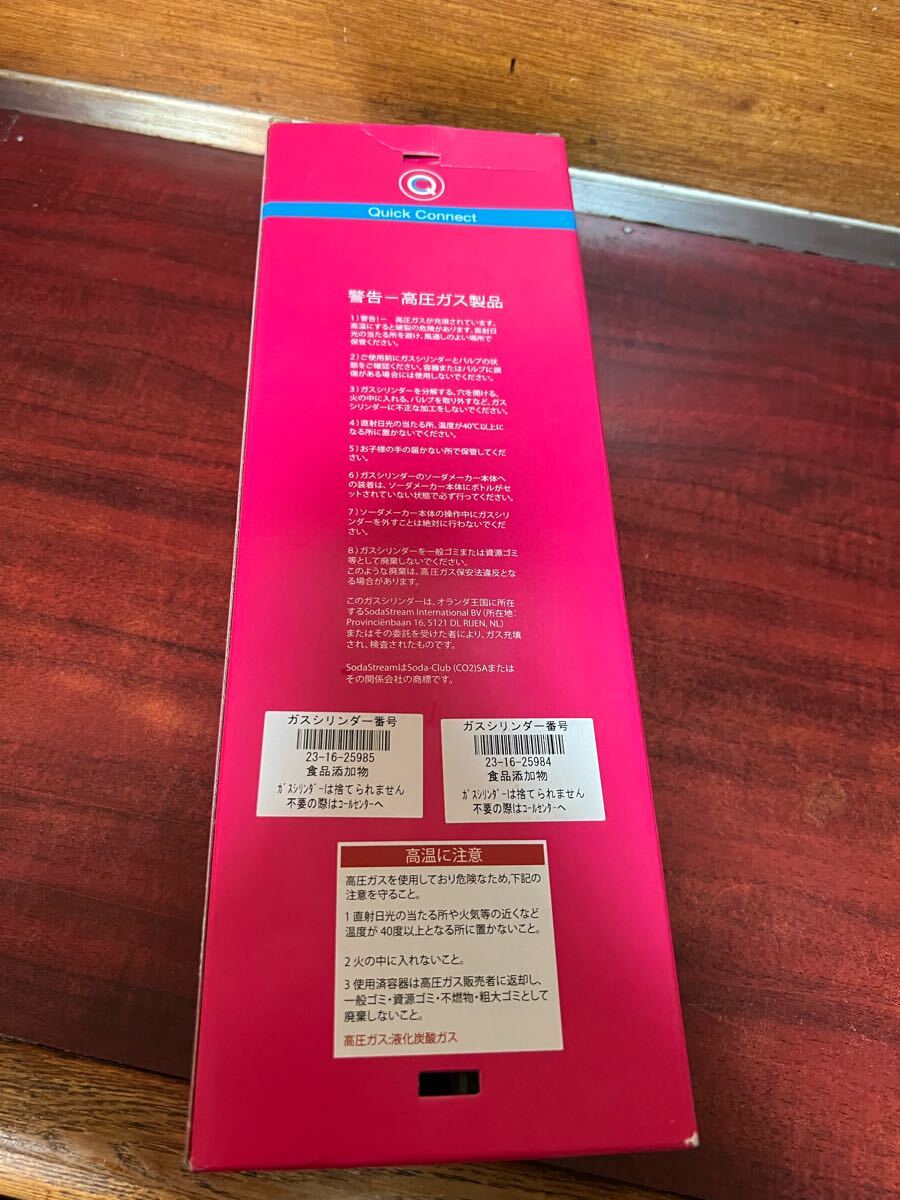 Q
Quick Connect
警告－高圧ガス製品
1）警告！－　高圧ガスが充填されています。
高温にすると破裂の危険があります。直射日
光の当たる所を避け、風通しのよい場所で
保管ください。
2）ご使用前にガスシリンダーとバルブの状
態をご確認ください。容器またはバルブに損
傷がある場合には使用しないでください。
3）ガスシリンダーを分解する、穴を開ける、
火の中に入れる、バルブを取り外すなど、ガス
シリンダーに不正な加工をしないでください。
4）直射日光の当たる所、温度が40℃以上に
なる所に置かないでください。
5）お子様の手の届かない所で保管してくだ
さい。
6）ガスシリンダーのソーダメーカー本体へ
の装着は、ソーダメーカー本体にボトルがセ
ットされていない状態で必ず行ってください。
7）ソーダメーカー本体の操作中にガスシリ
ンダーを外すことは絶対に行わないでくだ
さい。
8）ガスシリンダーを一般ゴミまたは資源ゴミ
等として廃棄しないでください。
このような廃棄は、高圧ガス保安法違反とな
る場合があります。
このガスシリンダーは、オランダ王国に所在
するSodaStream International BV（所在地：
Provinciënbaan 16, 5121 DL RIJEN, NL）
またはその委託を受けた者により、ガス充填
され、検査されたものです。
SodaStreamはSoda-Club (CO2)SAまたは
その関係会社の商標です。
ガスシリンダー番号
23-16-25985
食品添加物
ｶﾞｽｼﾘﾝﾀﾞｰは捨てられません
不要の際はｺｰﾙｾﾝﾀｰへ
ガスシリンダー番号
23-16-25984
食品添加物
ｶﾞｽｼﾘﾝﾀﾞｰは捨てられません
不要の際はｺｰﾙｾﾝﾀｰへ
高温に注意
高圧ガスを使用しており危険なため、下記の
注意を守ること。
1 直射日光の当たる所や火気等の近くなど
温度が 40度以上となる所に置かないこと。
2 火の中に入れないこと。
3 使用済容器は高圧ガス販売者に返却し、
一般ゴミ・資源ゴミ・不燃物・粗大ゴミとして
廃棄しないこと。
高圧ガス:液化炭酸ガス